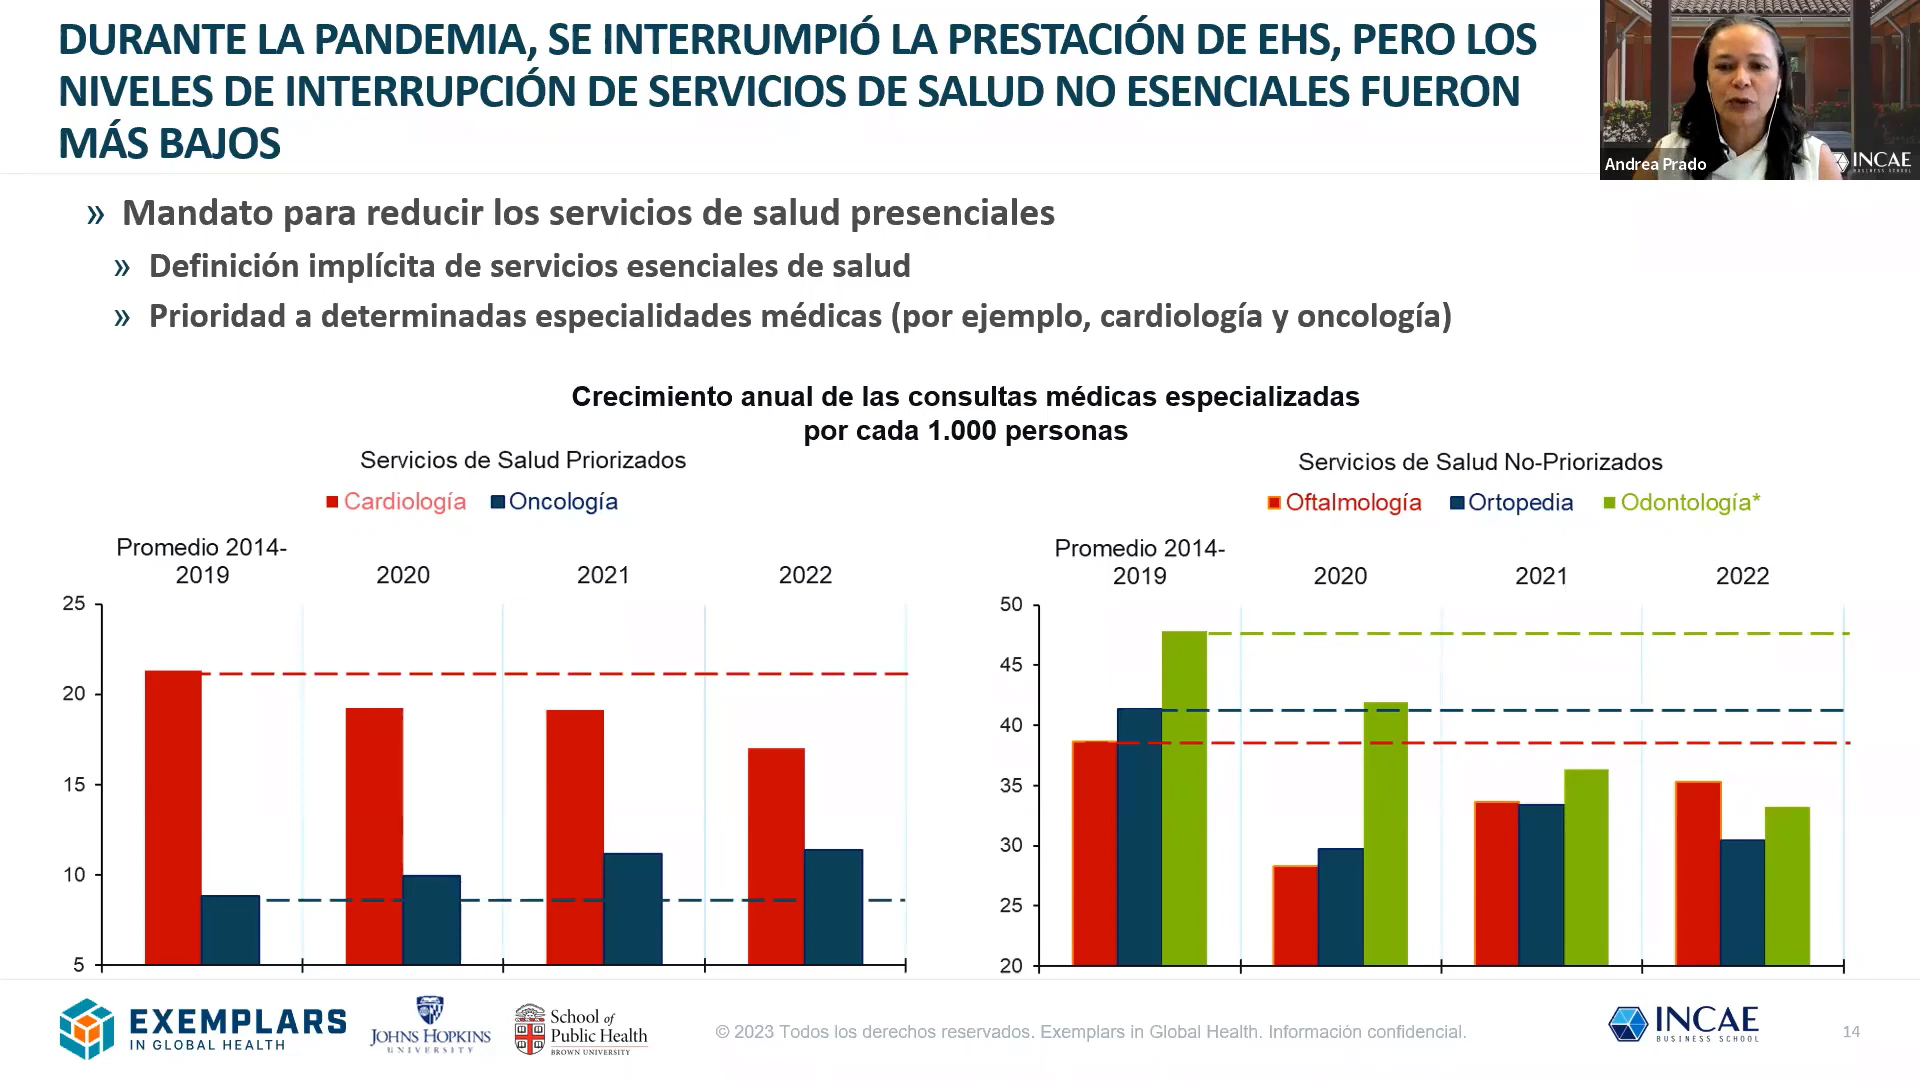 DURANTE LA PANDEMIA, SE INTERRUMPIÓ LA PRESTACIÓN DE EHS, PERO LOS
NIVELES DE INTERRUPCIÓN DE SERVICIOS DE SALUD NO ESENCIALES FUERON
MÁS BAJOS
Andrea Prado
INCAE
BUSINESS SCHOOL
» Mandato para reducir los servicios de salud presenciales
» Definición implícita de servicios esenciales de salud
» Prioridad a determinadas especialidades médicas (por ejemplo, cardiología y oncología)
Crecimiento anual de las consultas médicas especializadas
por cada 1.000 personas
Servicios de Salud Priorizados
Cardiología Oncología
Promedio 2014-
2019 2020 2021 2022
25
20
15
10
5
Servicios de Salud No-Priorizados
Oftalmología Ortopedia Odontología*
Promedio 2014-
2019 2020 2021 2022
50
45
40
35
30
25
20
EXEMPLARS
IN GLOBAL HEALTH
JOHNS HOPKINS
UNIVERSITY
School of
Public Health
BROWN UNIVERSITY
© 2023 Todos los derechos reservados. Exemplars in Global Health. Información confidencial.
INCAE
BUSINESS SCHOOL
14